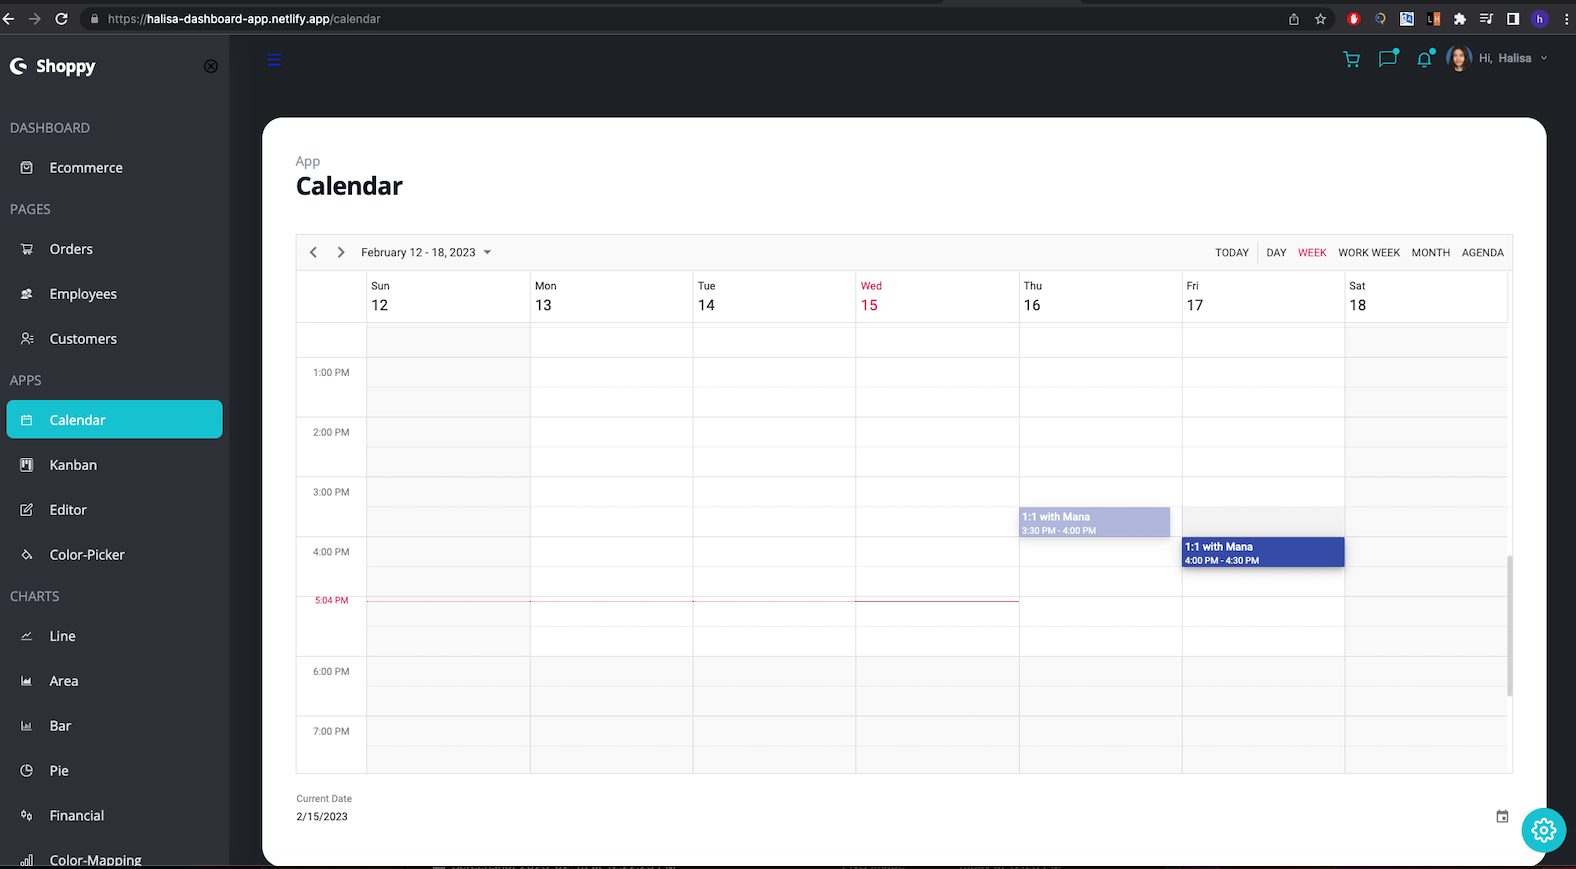 https://halisa-dashboard-app.netlify.app/calendar
h
Shoppy
Hi, Halisa
DASHBOARD
Ecommerce
PAGES
Orders
Employees
Customers
APPS
Calendar
Kanban
Editor
Color-Picker
CHARTS
Line
Area
Bar
Pie
Financial
Color-Mapping
App
Calendar
February 12 - 18, 2023
TODAY DAY WEEK WORK WEEK MONTH AGENDA
Sun Mon Tue Wed Thu Fri Sat
12 13 14 15 16 17 18
1:00 PM
2:00 PM
3:00 PM
1:1 with Mana
3:30 PM - 4:00 PM
4:00 PM
1:1 with Mana
4:00 PM - 4:30 PM
5:04 PM
6:00 PM
7:00 PM
Current Date
2/15/2023